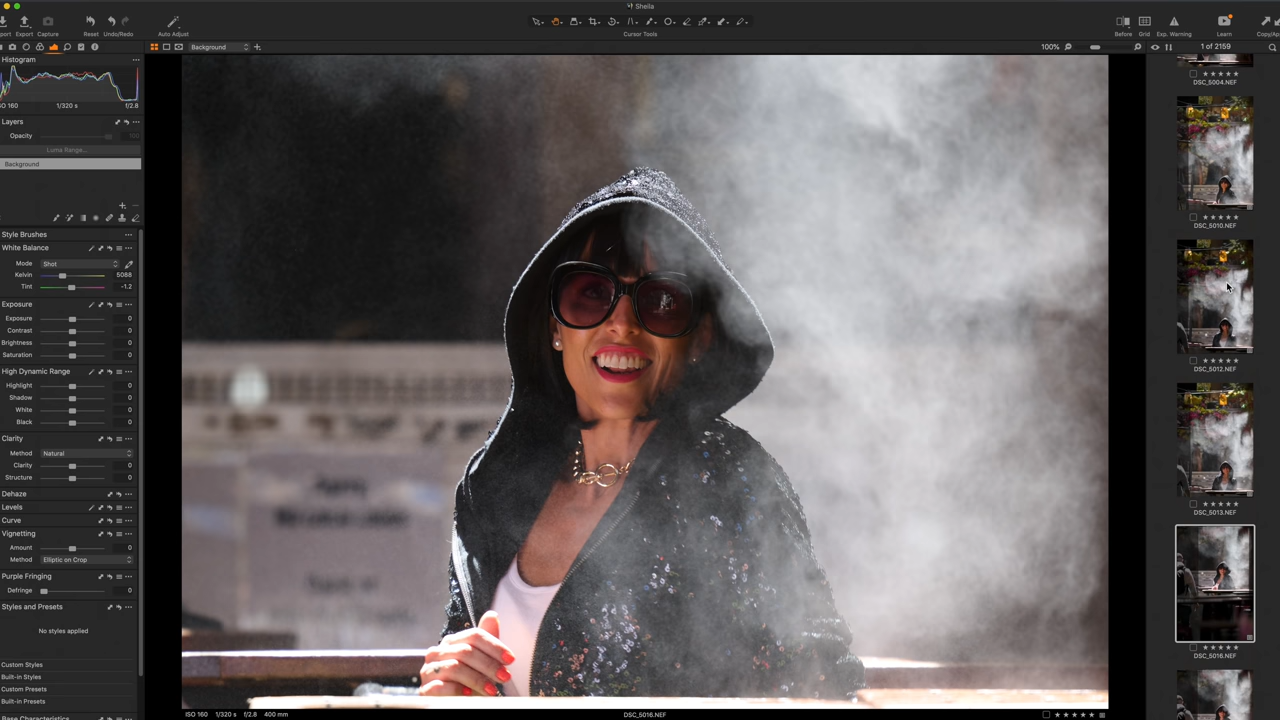 Sheila
Export
Export
Capture
Reset
Undo/Redo
Auto Adjust
Cursor Tools
Before
Grid
Exp. Warning
Learn
Background
100%
1 of 2159
Histogram
ISO 160 1/320 s f/2.8
Layers
Opacity
Luma Range...
Background
Style Brushes
White Balance
Mode Shot
Kelvin 5088
Tint -1.2
Exposure
Exposure 0
Contrast 0
Brightness 0
Saturation 0
High Dynamic Range
Highlight 0
Shadow 0
White 0
Black 0
Clarity
Method Natural
Clarity 0
Structure 0
Dehaze
Levels
Curve
Vignetting
Amount 0
Method Elliptic on Crop
Purple Fringing
Defringe 0
Styles and Presets
No styles applied
Custom Styles
Built-in Styles
Custom Presets
Built-in Presets
Base Characteristics
ISO 160 1/320 s f/2.8 400 mm
DSC_5016.NEF
DSC_5004.NEF
DSC_5010.NEF
DSC_5012.NEF
DSC_5013.NEF
DSC_5016.NEF